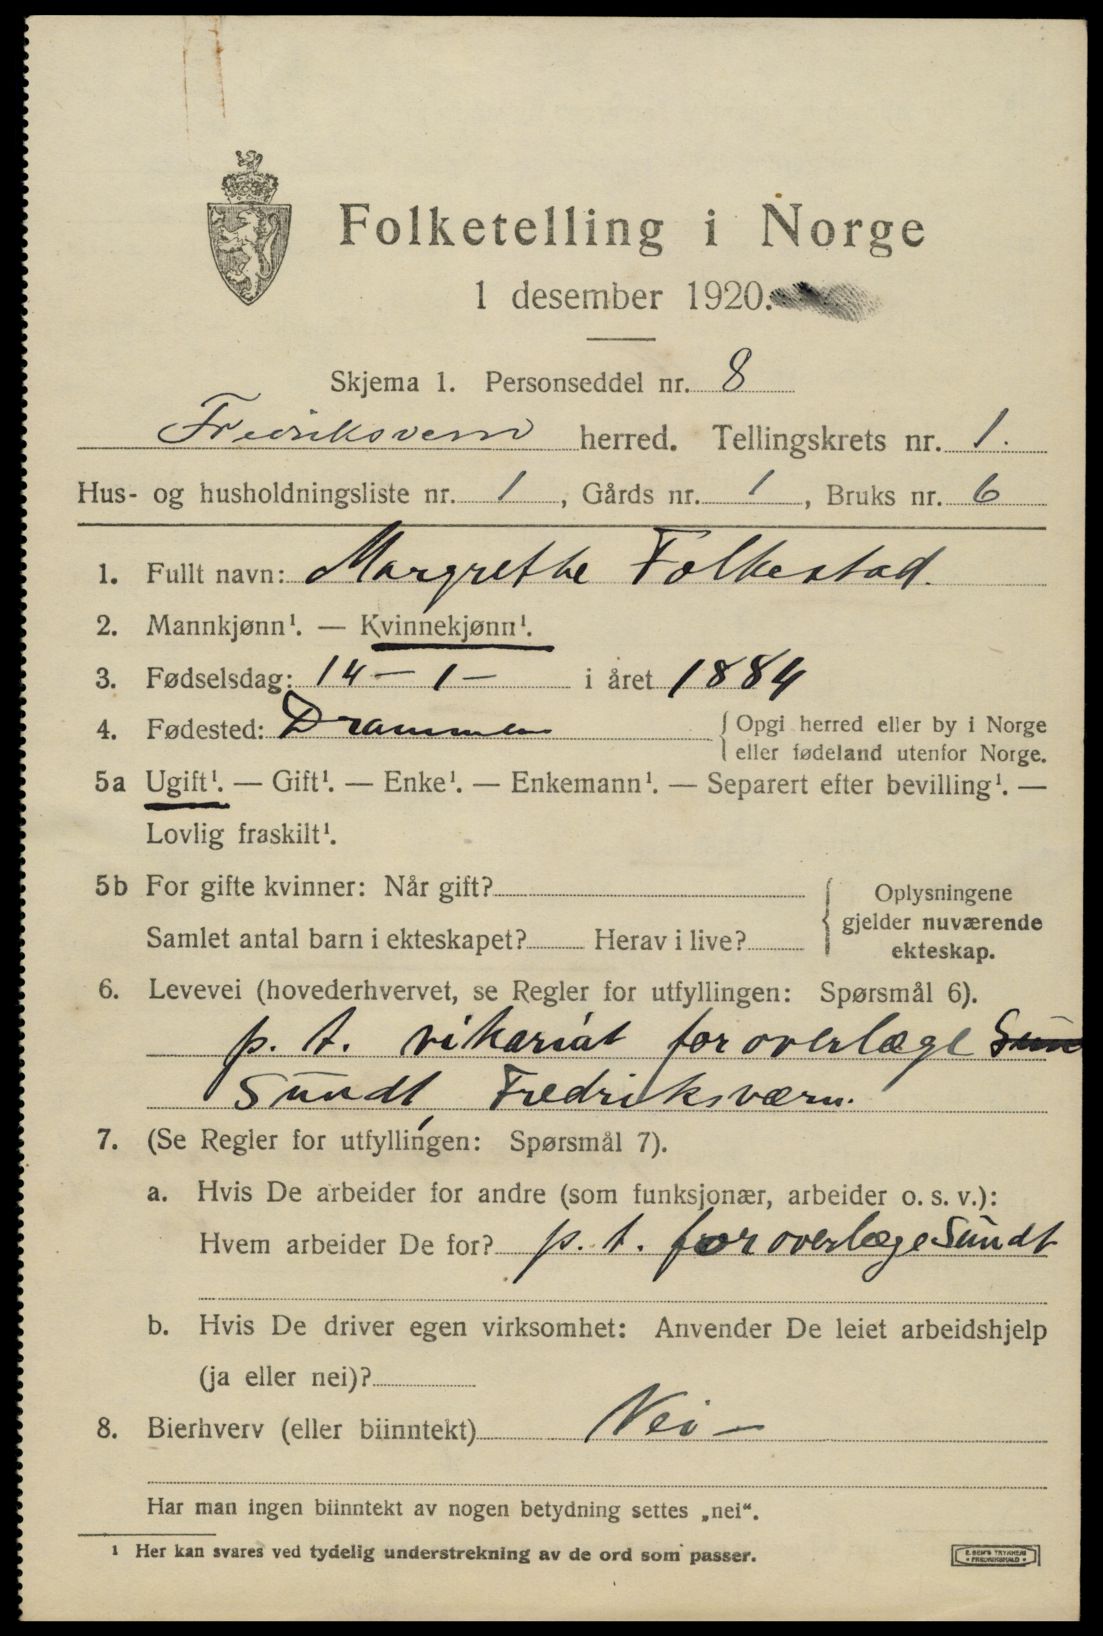 Folketelling i Norge
1 desember 1920.
Skjema 1. Personseddel nr. 8
Fredriksvern herred. Tellingskrets nr. 1.
Hus- og husholdningsliste nr. 1, Gårds nr. 1, Bruks nr. 6
1. Fullt navn: Margrethe Folkestad.
2. Mannkjønn¹. — Kvinnekjønn¹.
3. Fødselsdag: 14 – 1 – i året 1884
4. Fødested: Drammen { Opgi herred eller by i Norge
eller fødeland utenfor Norge.
5a Ugift¹. — Gift¹. — Enke¹. — Enkemann¹. — Separert efter bevilling¹. —
Lovlig fraskilt¹.
5b For gifte kvinner: Når gift?
Samlet antal barn i ekteskapet? Herav i live?
Oplysningene
gjelder nuværende
ekteskap.
6. Levevei (hovederhvervet, se Regler for utfyllingen: Spørsmål 6).
p. t. vikariat for overlæge Sun
Sundt, Fredriksværn.
7. (Se Regler for utfyllingen: Spørsmål 7).
a. Hvis De arbeider for andre (som funksjonær, arbeider o. s. v.):
Hvem arbeider De for? p. t. for overlæge Sundt
b. Hvis De driver egen virksomhet: Anvender De leiet arbeidshjelp
(ja eller nei)?
8. Bierhverv (eller biinntekt) Nei –
Har man ingen biinntekt av nogen betydning settes „nei“.
¹ Her kan svares ved tydelig understrekning av de ord som passer.